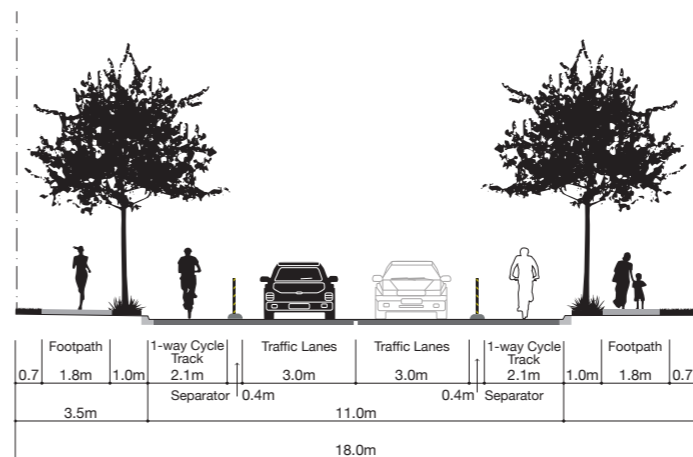 Footpath
1-way Cycle
Track
Traffic Lanes
Traffic Lanes
1-way Cycle
Track
Footpath
0.7
1.8m
1.0m
2.1m
3.0m
3.0m
2.1m
1.0m
1.8m
0.7
Separator
0.4m
0.4m
Separator
3.5m
11.0m
18.0m